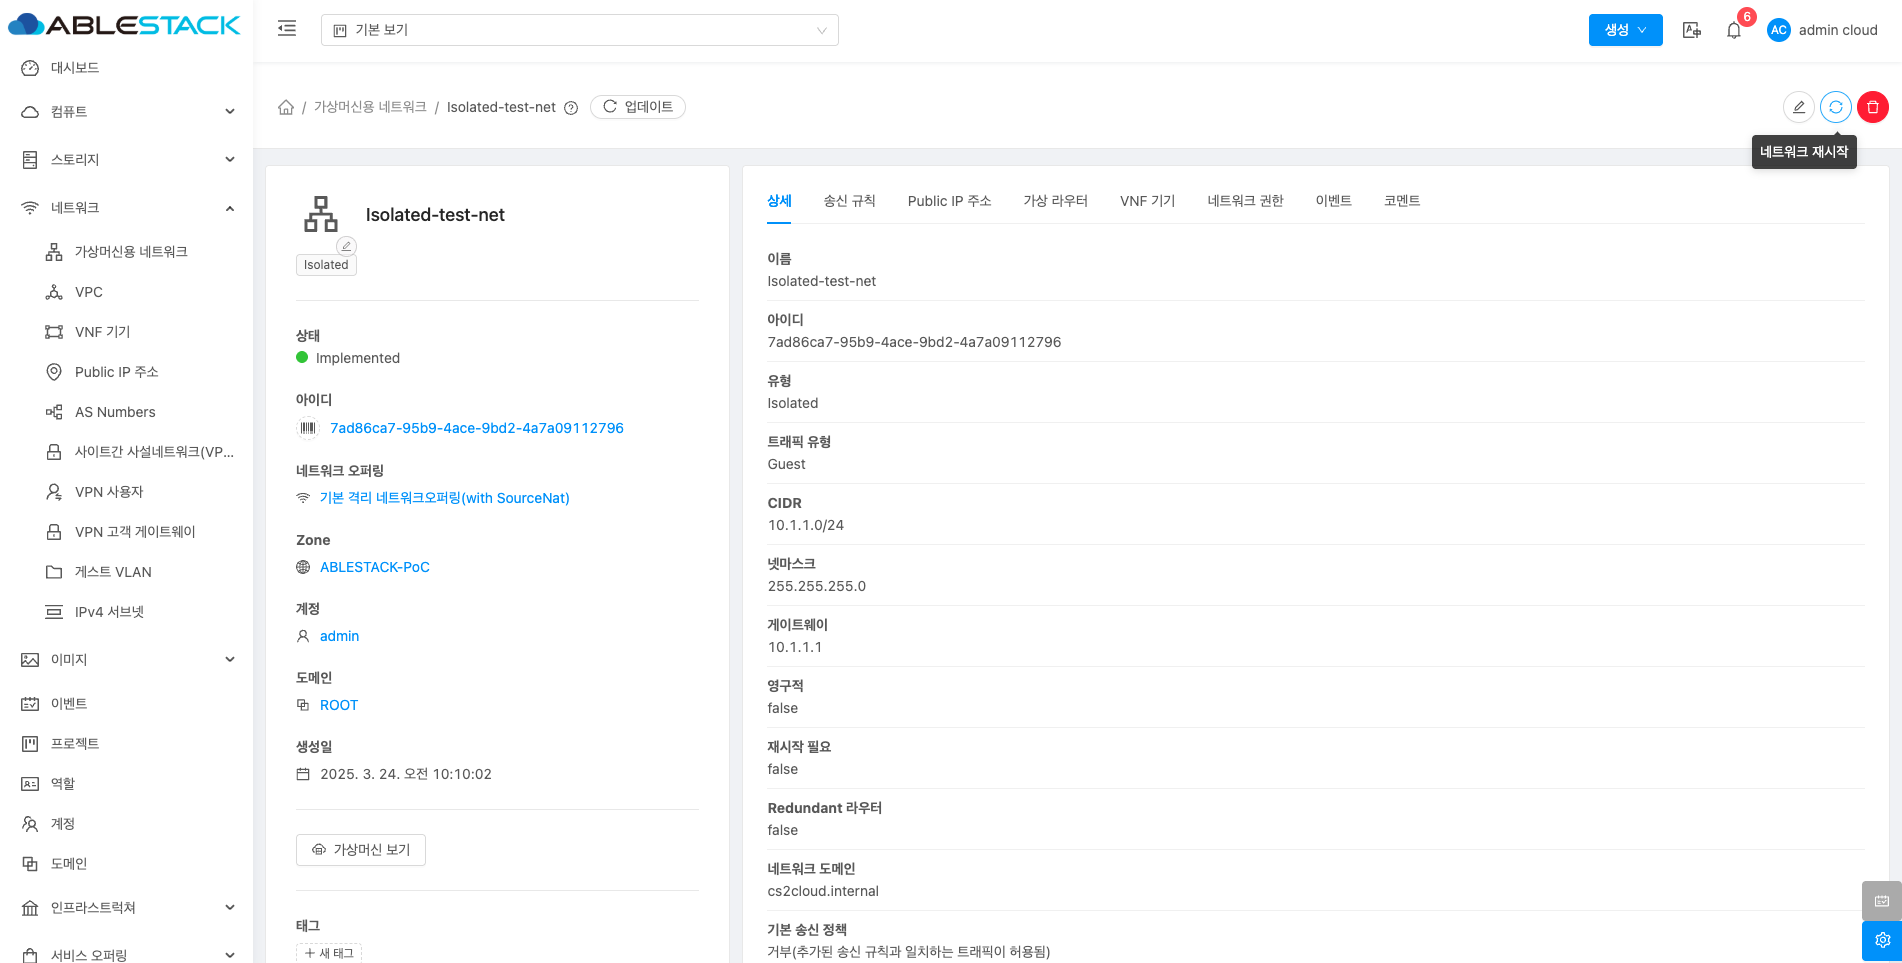 ABLESTACK
기본 보기
생성
6
AC
admin cloud
대시보드
컴퓨트
스토리지
네트워크
가상머신용 네트워크
VPC
VNF 기기
Public IP 주소
AS Numbers
사이트간 사설네트워크(VP...
VPN 사용자
VPN 고객 게이트웨이
게스트 VLAN
IPv4 서브넷
이미지
이벤트
프로젝트
역할
계정
도메인
인프라스트럭쳐
서비스 오퍼링
/ 가상머신용 네트워크 / Isolated-test-net
업데이트
네트워크 재시작
Isolated-test-net
Isolated
상태
Implemented
아이디
7ad86ca7-95b9-4ace-9bd2-4a7a09112796
네트워크 오퍼링
기본 격리 네트워크오퍼링(with SourceNat)
Zone
ABLESTACK-PoC
계정
admin
도메인
ROOT
생성일
2025. 3. 24. 오전 10:10:02
가상머신 보기
태그
+ 새 태그
상세 송신 규칙 Public IP 주소 가상 라우터 VNF 기기 네트워크 권한 이벤트 코멘트
이름
Isolated-test-net
아이디
7ad86ca7-95b9-4ace-9bd2-4a7a09112796
유형
Isolated
트래픽 유형
Guest
CIDR
10.1.1.0/24
넷마스크
255.255.255.0
게이트웨이
10.1.1.1
영구적
false
재시작 필요
false
Redundant 라우터
false
네트워크 도메인
cs2cloud.internal
기본 송신 정책
거부(추가된 송신 규칙과 일치하는 트래픽이 허용됨)